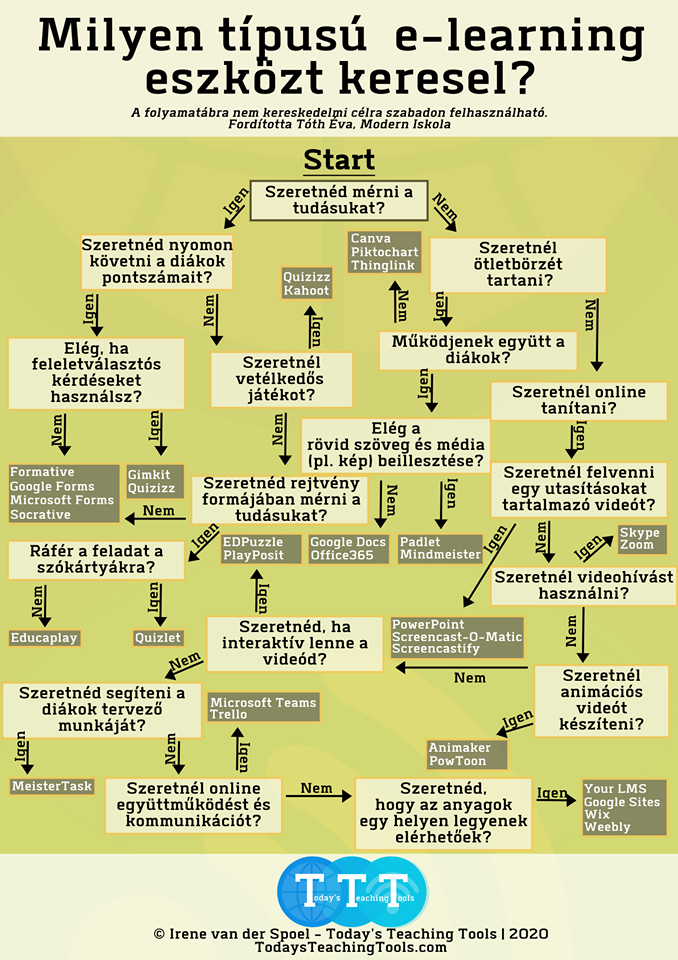 Milyen típusú e-learning
eszközt keresel?
A folyamatábra nem kereskedelmi célra szabadon felhasználható.
Fordította Tóth Éva, Modern Iskola
Start
Szeretnéd mérni a
tudásukat?
Igen
Nem
Szeretnéd nyomon
követni a diákok
pontszámait?
Quizizz
Kahoot
Canva
Piktochart
Thinglink
Szeretnél
ötletbörzét
tartani?
Igen
Nem
Igen
Nem
Igen
Nem
Elég, ha
feleletválasztós
kérdéseket
használsz?
Szeretnél
vetélkedős
játékot?
Működjenek együtt a
diákok?
Szeretnél online
tanítani?
Nem
Igen
Nem
Igen
Igen
Elég a
rövid szöveg és média
(pl. kép) beillesztése?
Formative
Google Forms
Microsoft Forms
Socrative
Gimkit
Quizizz
Szeretnéd rejtvény
formájában mérni a
tudásukat?
Nem
Igen
Nem
Igen
Szeretnél felvenni
egy utasításokat
tartalmazó videót?
Igen
Nem
Ráfér a feladat a
szókártyákra?
EDPuzzle
PlayPosit
Google Docs
Office365
Padlet
Mindmeister
Igen
Skype
Zoom
Szeretnél videohívást
használni?
Nem
Igen
Igen
Nem
Educaplay
Quizlet
Szeretnéd, ha
interaktív lenne a
videód?
PowerPoint
Screencast-O-Matic
Screencastify
Nem
Nem
Szeretnél
animációs
videót
készíteni?
Szeretnéd segíteni a
diákok tervező
munkáját?
Microsoft Teams
Trello
Igen
Animaker
PowToon
Igen
Nem
Igen
MeisterTask
Szeretnél online
együttműködést és
kommunikációt?
Nem
Szeretnéd,
hogy az anyagok
egy helyen legyenek
elérhetőek?
Igen
Your LMS
Google Sites
Wix
Weebly
T T T
Today's Teaching Tools
© Irene van der Spoel - Today's Teaching Tools | 2020
TodaysTeachingTools.com